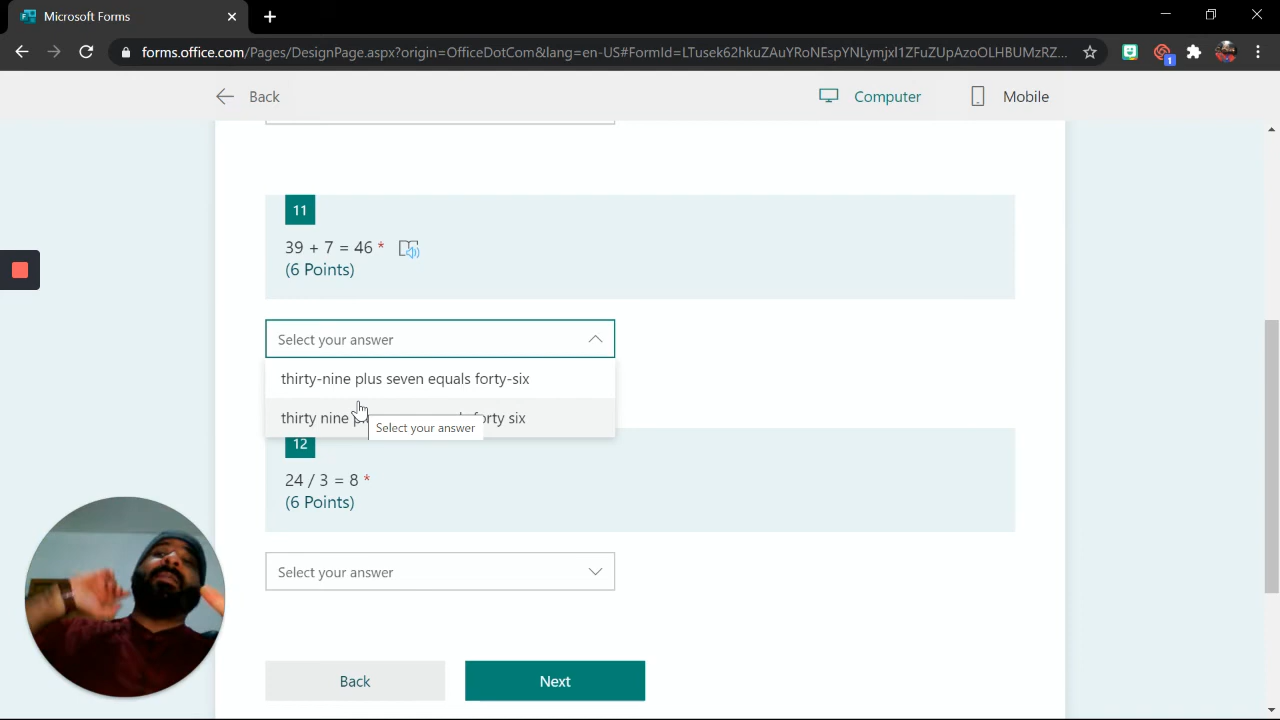 Microsoft Forms
forms.office.com/Pages/DesignPage.aspx?origin=OfficeDotCom&lang=en-US#FormId=LTusek62hkuZAuYRoNEspYNLymjxI1ZFuZUpAzoOLHBUMzRZ...
1
Back
Computer
Mobile
11
39 + 7 = 46 *
(6 Points)
Select your answer
thirty-nine plus seven equals forty-six
thirty nine forty six
Select your answer
12
24 / 3 = 8 *
(6 Points)
Select your answer
Back
Next